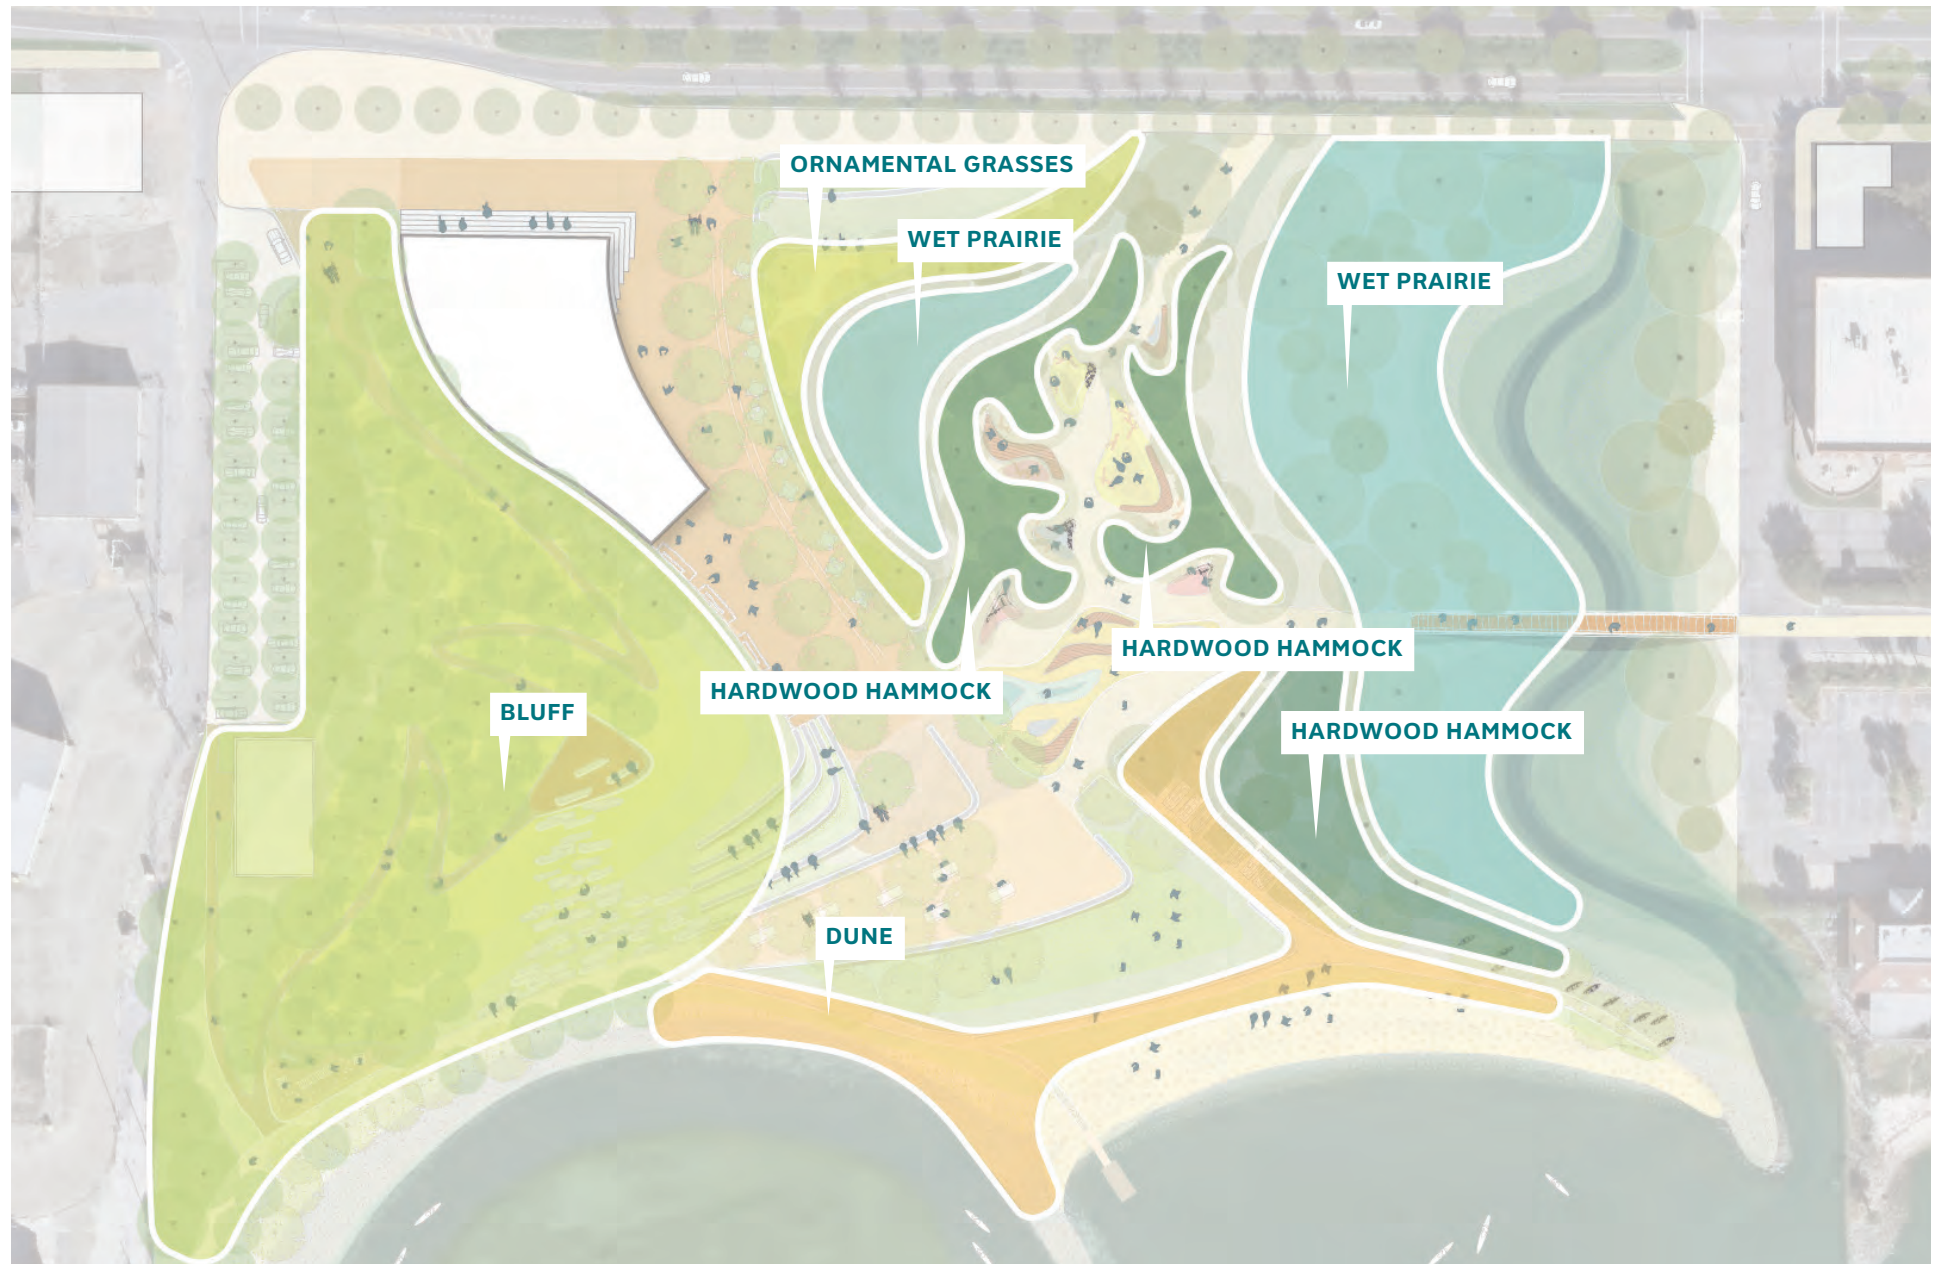 ORNAMENTAL GRASSES
WET PRAIRIE
WET PRAIRIE
HARDWOOD HAMMOCK
HARDWOOD HAMMOCK
BLUFF
HARDWOOD HAMMOCK
DUNE